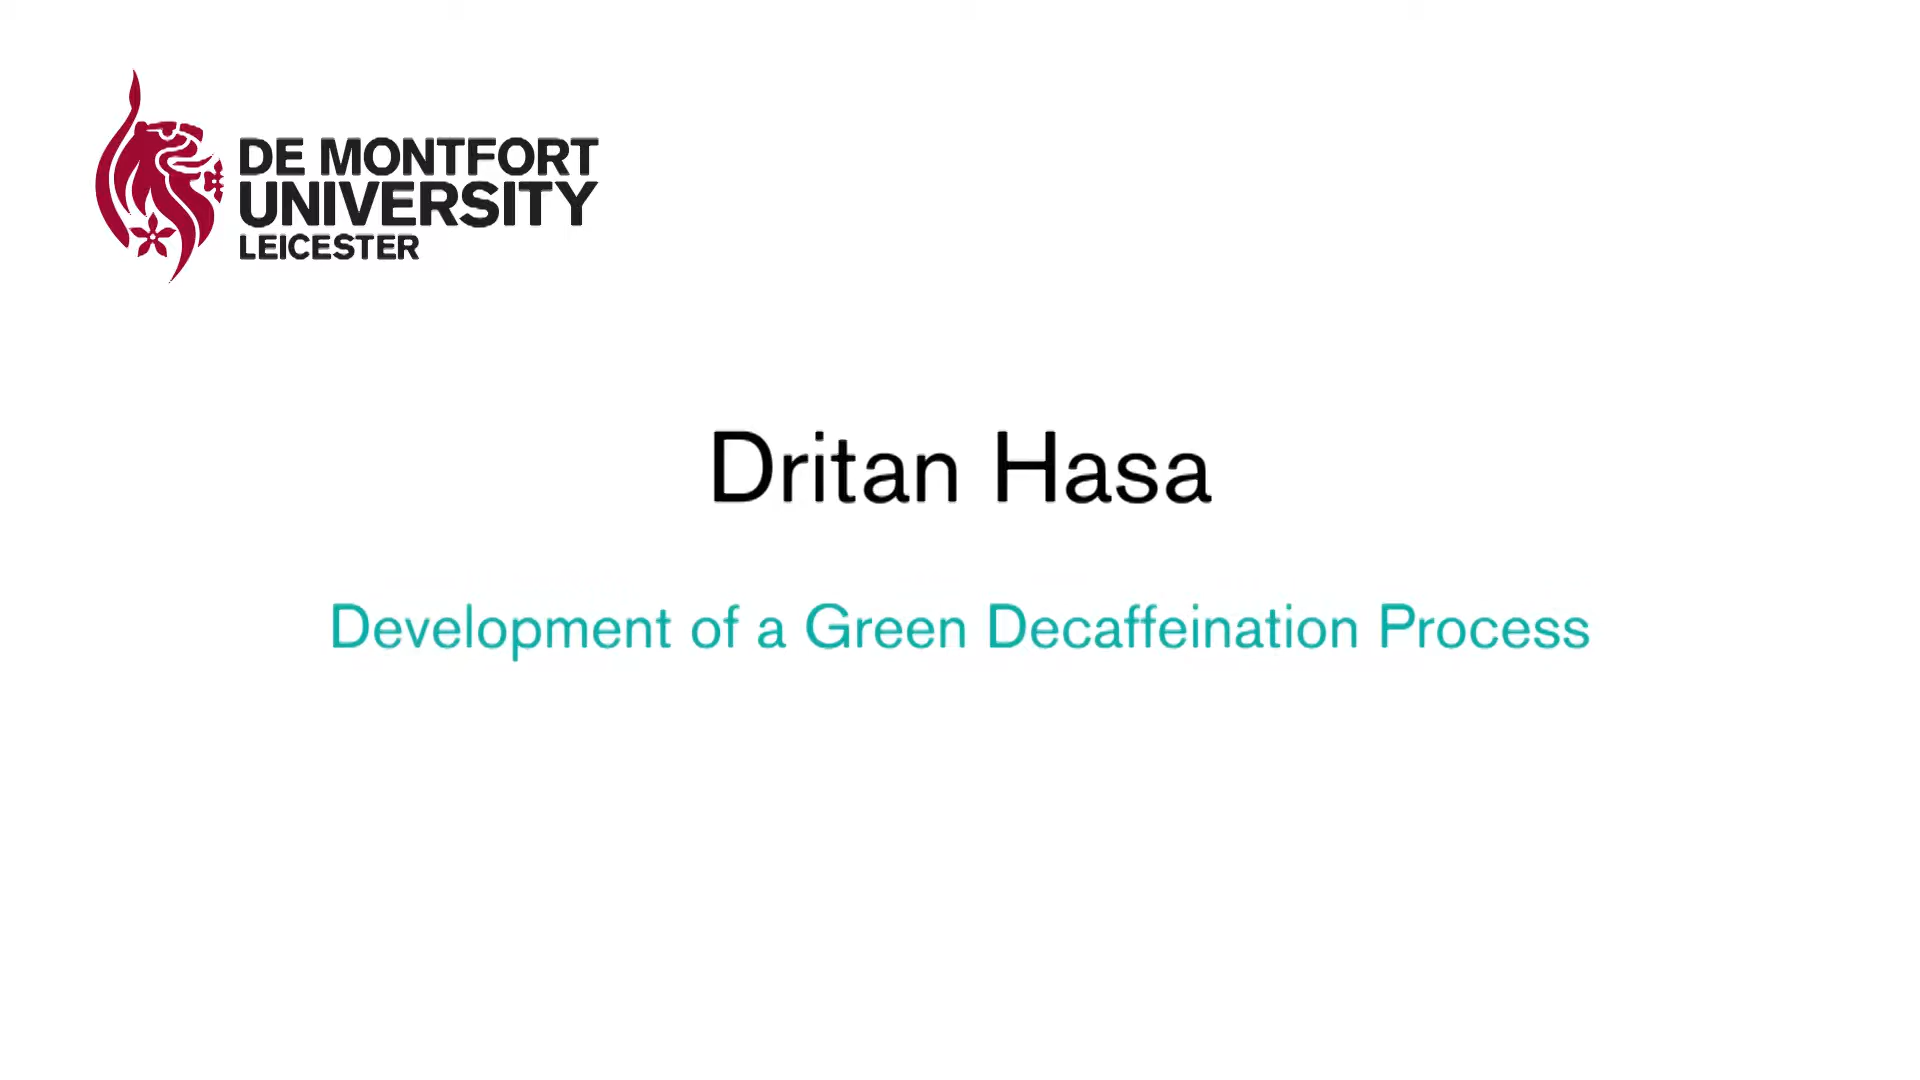 DE MONTFORT
UNIVERSITY
LEICESTER
Dritan Hasa
Development of a Green Decaffeination Process